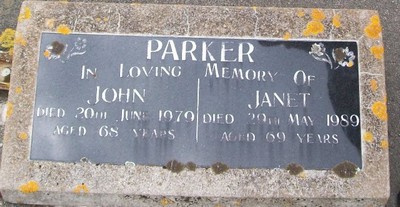 PARKER
IN LOVING MEMORY OF
JOHN
DIED 20TH JUNE 1979
AGED 68 YEARS
JANET
DIED 29TH MAY 1989
AGED 69 YEARS